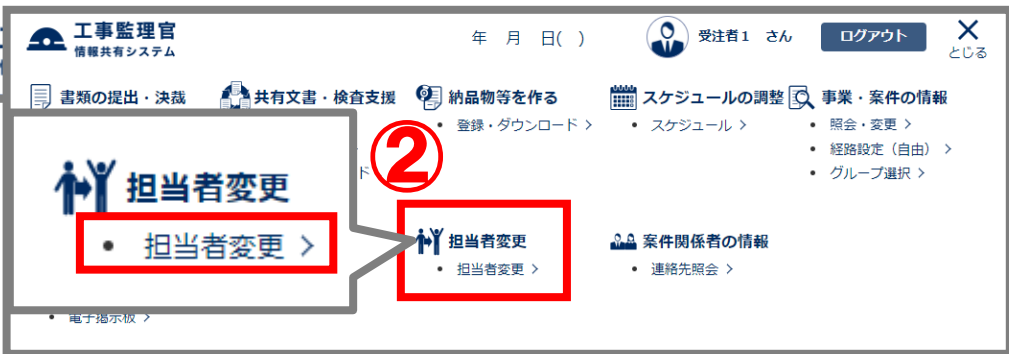 工事監理官
情報共有システム
年 月 日( )
受注者1 さん
ログアウト
とじる
書類の提出・決裁
共有文書・検査支援
納品物等を作る
• 登録・ダウンロード >
スケジュールの調整
• スケジュール >
事業・案件の情報
• 照会・変更 >
• 経路設定(自由) >
• グループ選択 >
ド
②
担当者変更
• 担当者変更 >
担当者変更
• 担当者変更 >
案件関係者の情報
• 連絡先照会 >
• 電子掲示板 >